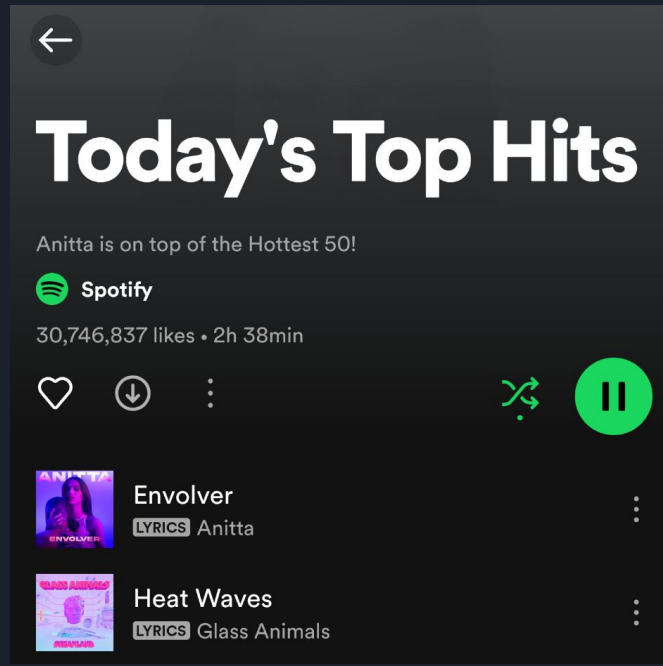 Today's Top Hits
Anitta is on top of the Hottest 50!
Spotify
30,746,837 likes • 2h 38min
ANITTA
ENVOLVER
Envolver
LYRICS Anitta
GLASS ANIMALS
DREAMLAND
Heat Waves
LYRICS Glass Animals